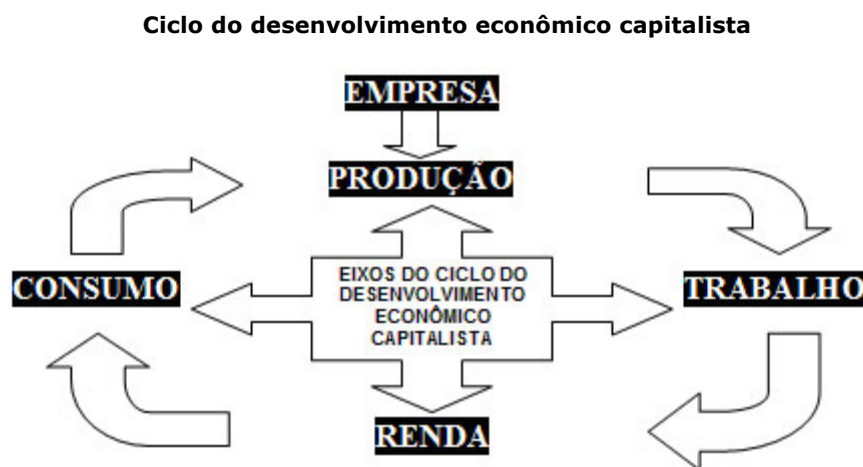 Ciclo do desenvolvimento econômico capitalista
EMPRESA
PRODUÇÃO
CONSUMO
EIXOS DO CICLO DO
DESENVOLVIMENTO
ECONÔMICO
CAPITALISTA
TRABALHO
RENDA